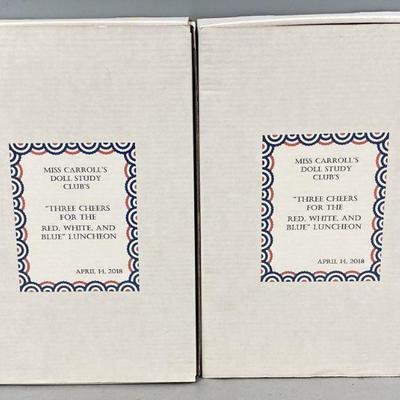 MISS CARROLL'S
DOLL STUDY
CLUB'S
"THREE CHEERS
FOR THE
RED, WHITE, AND
BLUE" LUNCHEON
APRIL 14, 2018
MISS CARROLL'S
DOLL STUDY
CLUB'S
"THREE CHEERS
FOR THE
RED, WHITE, AND
BLUE" LUNCHEON
APRIL 14, 2018